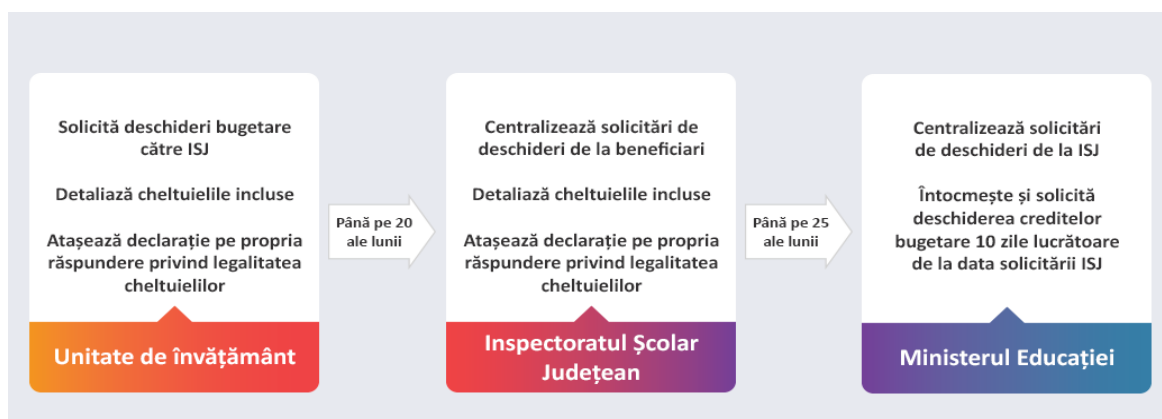 Solicită deschideri bugetare
către ISJ
Detaliază cheltuielile incluse
Atașează declarație pe propria
răspundere privind legalitatea
cheltuielilor
Unitate de învățământ
Până pe 20
ale lunii
Centralizează solicitări de
deschideri de la beneficiari
Detaliază cheltuielile incluse
Atașează declarație pe propria
răspundere privind legalitatea
cheltuielilor
Inspectoratul Școlar
Județean
Până pe 25
ale lunii
Centralizează solicitări
de deschideri de la ISJ
Întocmește și solicită
deschiderea creditelor
bugetare 10 zile lucrătoare
de la data solicitării ISJ
Ministerul Educației